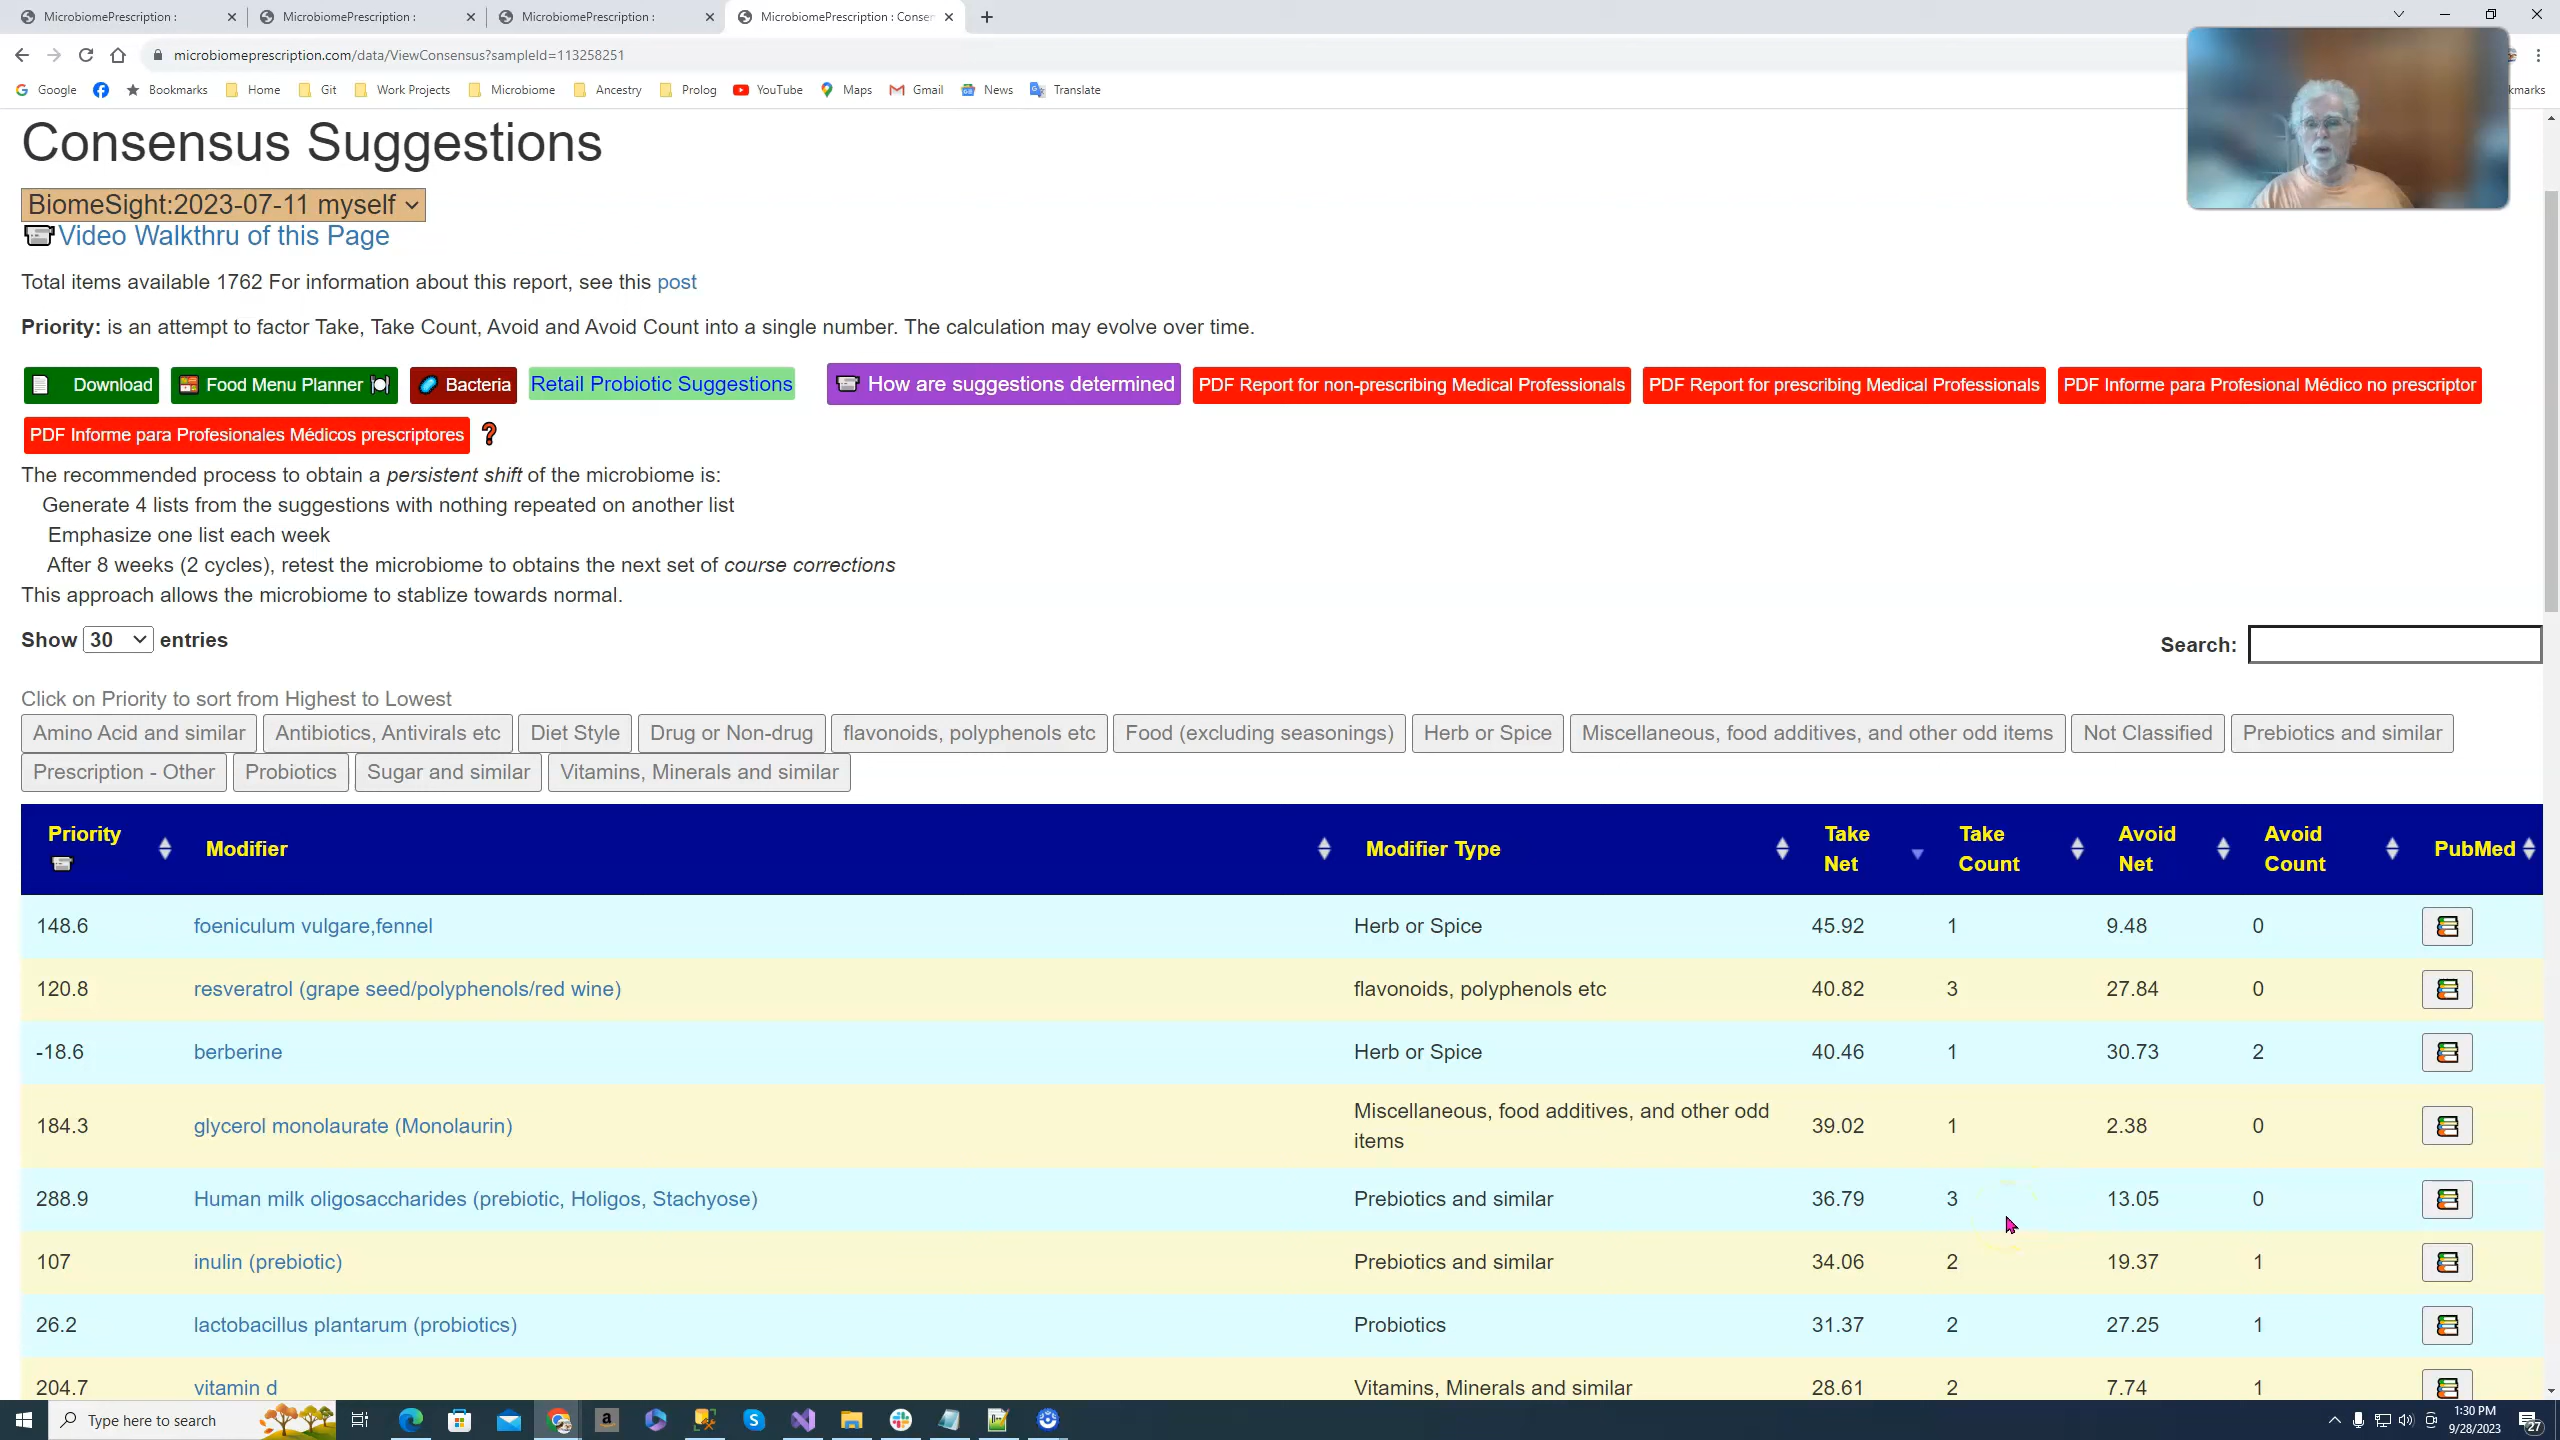 MicrobiomePrescription :
MicrobiomePrescription :
MicrobiomePrescription :
MicrobiomePrescription : Consen
microbiomeprescription.com/data/ViewConsensus?sampleId=113258251
Google Bookmarks Home Git Work Projects Microbiome Ancestry Prolog YouTube Maps Gmail News Translate kmarks
Consensus Suggestions
BiomeSight:2023-07-11 myself
Video Walkthru of this Page
Total items available 1762 For information about this report, see this post
Priority: is an attempt to factor Take, Take Count, Avoid and Avoid Count into a single number. The calculation may evolve over time.
Download Food Menu Planner Bacteria Retail Probiotic Suggestions How are suggestions determined PDF Report for non-prescribing Medical Professionals PDF Report for prescribing Medical Professionals PDF Informe para Profesional Médico no prescriptor
PDF Informe para Profesionales Médicos prescriptores ?
The recommended process to obtain a persistent shift of the microbiome is:
Generate 4 lists from the suggestions with nothing repeated on another list
Emphasize one list each week
After 8 weeks (2 cycles), retest the microbiome to obtains the next set of course corrections
This approach allows the microbiome to stablize towards normal.
Show 30 entries
Search:
Click on Priority to sort from Highest to Lowest
Amino Acid and similar Antibiotics, Antivirals etc Diet Style Drug or Non-drug flavonoids, polyphenols etc Food (excluding seasonings) Herb or Spice Miscellaneous, food additives, and other odd items Not Classified Prebiotics and similar
Prescription - Other Probiotics Sugar and similar Vitamins, Minerals and similar
Priority Modifier Modifier Type Take Net Take Count Avoid Net Avoid Count PubMed
148.6 foeniculum vulgare,fennel Herb or Spice 45.92 1 9.48 0
120.8 resveratrol (grape seed/polyphenols/red wine) flavonoids, polyphenols etc 40.82 3 27.84 0
-18.6 berberine Herb or Spice 40.46 1 30.73 2
184.3 glycerol monolaurate (Monolaurin) Miscellaneous, food additives, and other odd items 39.02 1 2.38 0
288.9 Human milk oligosaccharides (prebiotic, Holigos, Stachyose) Prebiotics and similar 36.79 3 13.05 0
107 inulin (prebiotic) Prebiotics and similar 34.06 2 19.37 1
26.2 lactobacillus plantarum (probiotics) Probiotics 31.37 2 27.25 1
204.7 vitamin d Vitamins, Minerals and similar 28.61 2 7.74 1
Type here to search
1:30 PM
9/28/2023
27